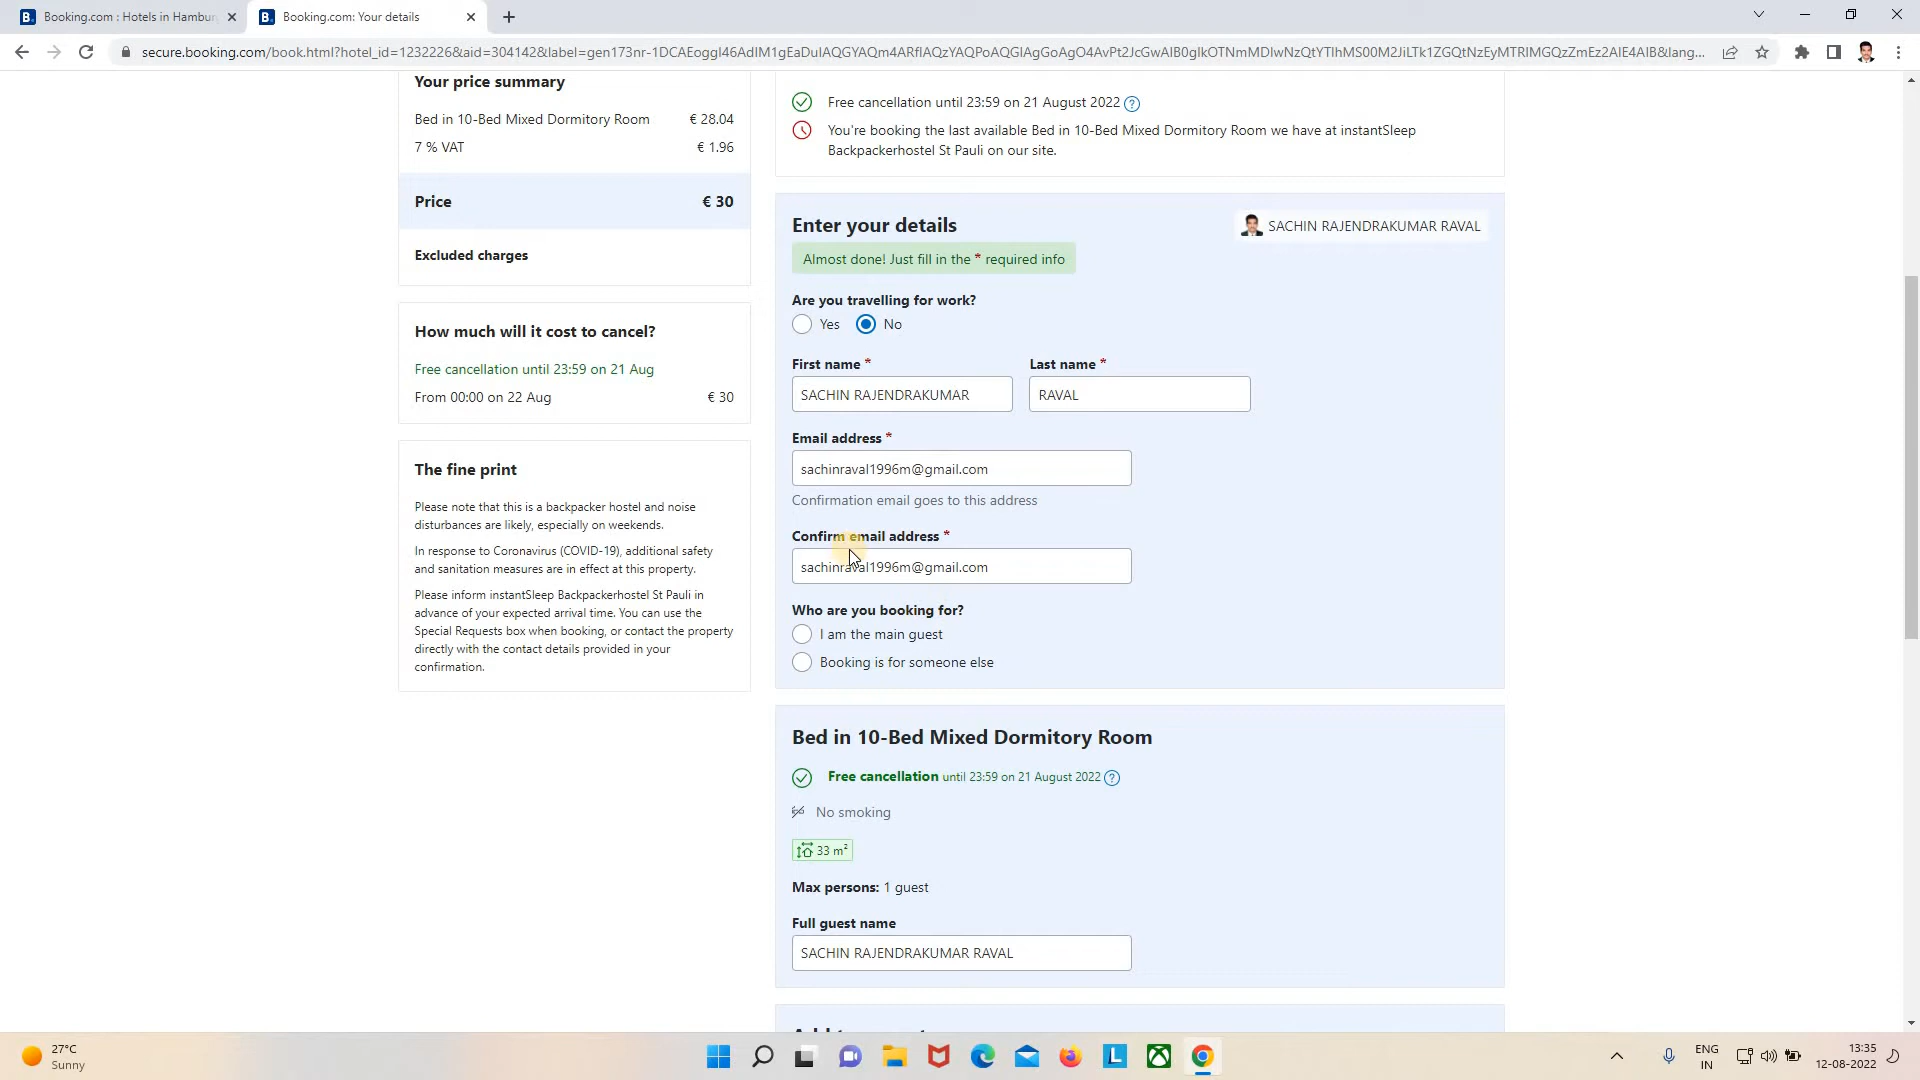 Booking.com : Hotels in Hambur
Booking.com: Your details
secure.booking.com/book.html?hotel_id=1232226&aid=304142&label=gen173nr-1DCAEoggI46AdIM1gEaDulAQGYAQm4ARfIAQzYAQPoAQGIAgGoAgO4AvPt2JcGwAIB0gIkOTNmMDIwNzQtYTlhMS00M2JiLTk1ZGQtNzEyMTRlMGQzZmEz2AIE4AIB&lang...
Your price summary
Bed in 10-Bed Mixed Dormitory Room € 28.04
7 % VAT € 1.96
Price € 30
Excluded charges
How much will it cost to cancel?
Free cancellation until 23:59 on 21 Aug
From 00:00 on 22 Aug € 30
The fine print
Please note that this is a backpacker hostel and noise
disturbances are likely, especially on weekends.
In response to Coronavirus (COVID-19), additional safety
and sanitation measures are in effect at this property.
Please inform instantSleep Backpackerhostel St Pauli in
advance of your expected arrival time. You can use the
Special Requests box when booking, or contact the property
directly with the contact details provided in your
confirmation.
Free cancellation until 23:59 on 21 August 2022 ?
You're booking the last available Bed in 10-Bed Mixed Dormitory Room we have at instantSleep
Backpackerhostel St Pauli on our site.
Enter your details
SACHIN RAJENDRAKUMAR RAVAL
Almost done! Just fill in the * required info
Are you travelling for work?
Yes No
First name * Last name *
SACHIN RAJENDRAKUMAR RAVAL
Email address *
sachinraval1996m@gmail.com
Confirmation email goes to this address
Confirm email address *
sachinraval1996m@gmail.com
Who are you booking for?
I am the main guest
Booking is for someone else
Bed in 10-Bed Mixed Dormitory Room
Free cancellation until 23:59 on 21 August 2022 ?
No smoking
33 m²
Max persons: 1 guest
Full guest name
SACHIN RAJENDRAKUMAR RAVAL
27°C
Sunny
ENG
IN
13:35
12-08-2022